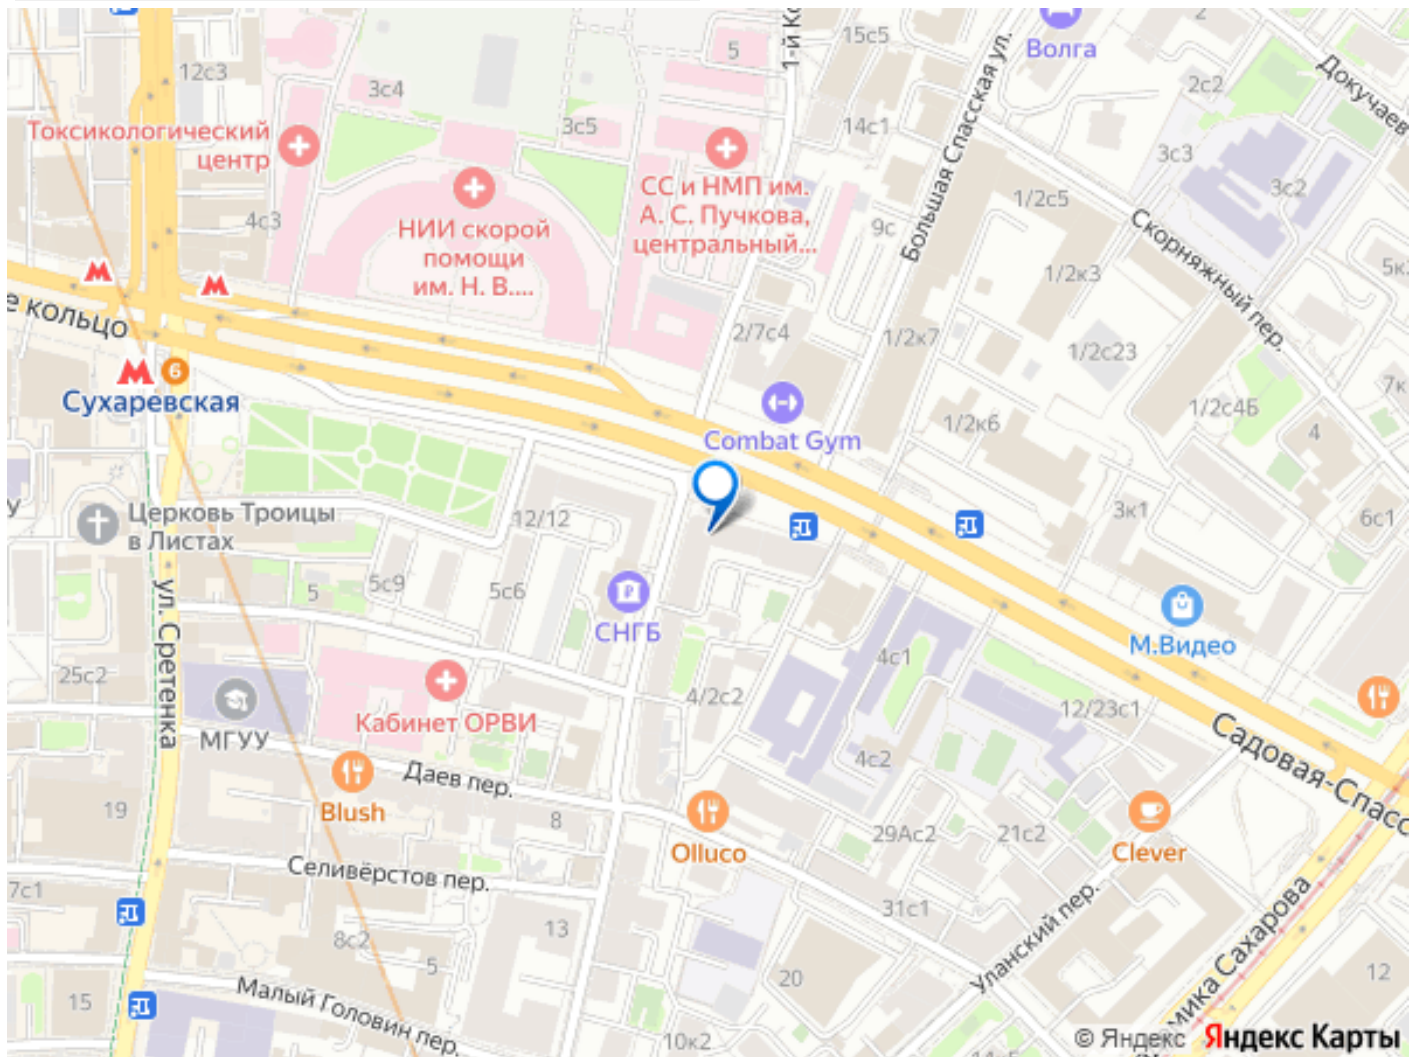 12с3
3с4
5
1-й Ко
15с5
Волга
2
2с2
Докучаев
Токсикологический
центр
3с5
14с1
3с3
3с2
СС и НМП им.
А. С. Пучкова,
центральный...
Большая Спасская ул.
1/2с5
4с3
НИИ скорой
помощи
им. Н. В....
9с
Скорняжный пер.
1/2к3
5к
е кольцо
2/7с4
1/2к7
1/2с23
7к
6
Сухаревская
Combat Gym
1/2к6
1/2с4Б
4
У
Церковь Троицы
в Листах
12/12
3к1
6с1
5
5с9
5с6
СНГБ
М.Видео
ул. Сретенка
25с2
МГУУ
Кабинет ОРВИ
4/2с2
4с1
12/23с1
Садовая-Спасс
4с2
Даев пер.
19
Blush
8
Olluco
29Ас2
21с2
Clever
Селивёрстов пер.
7с1
31с1
Уланский пер.
мика Сахарова
8с2
13
5
20
12
15
Малый Головин пер.
10к2
© Яндекс Яндекс Карты